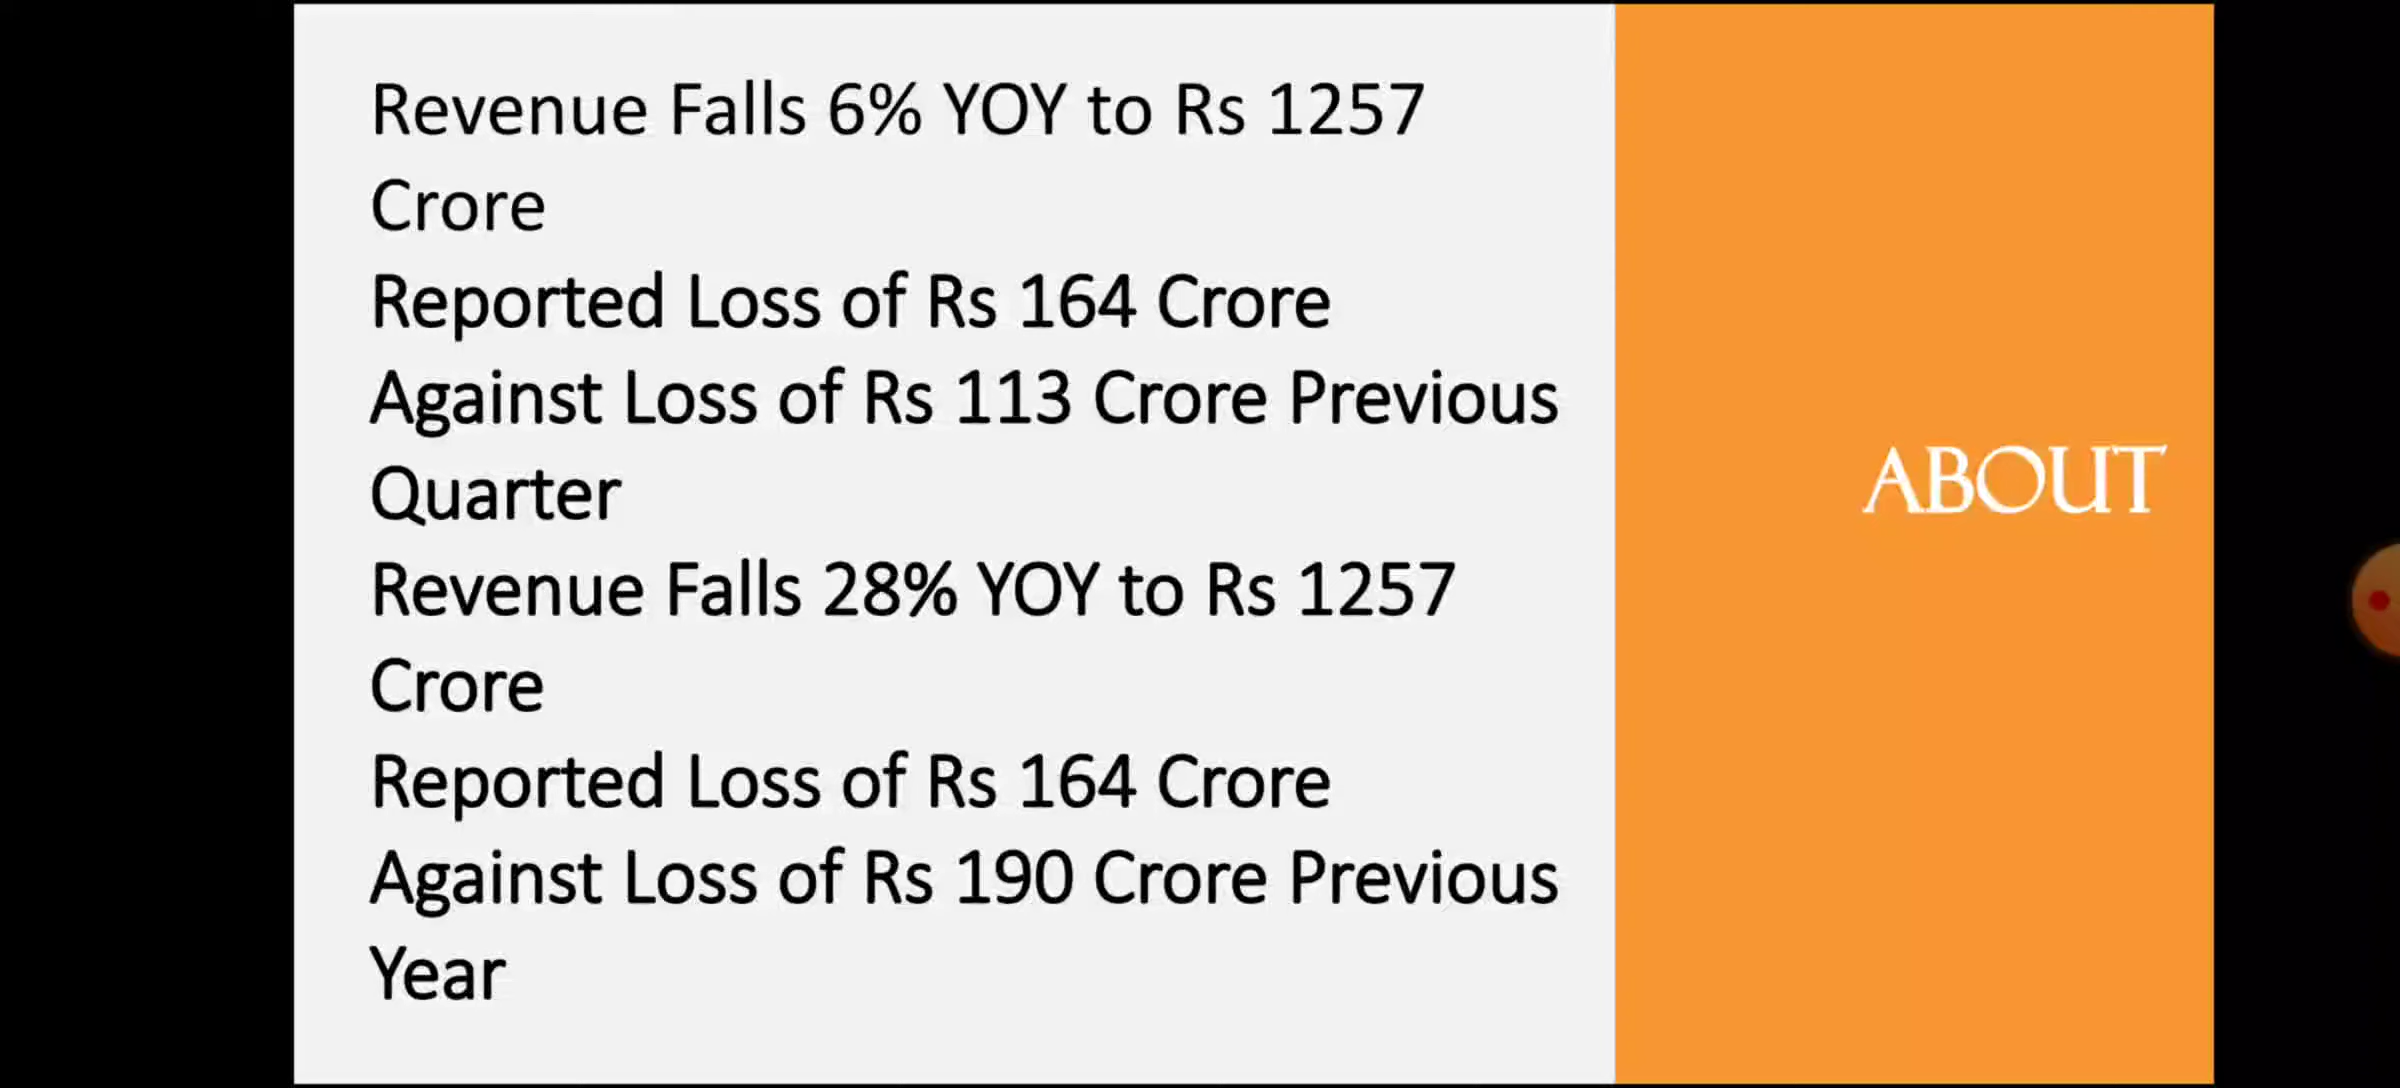 Revenue Falls 6% YOY to Rs 1257
Crore
Reported Loss of Rs 164 Crore
Against Loss of Rs 113 Crore Previous
Quarter
Revenue Falls 28% YOY to Rs 1257
Crore
Reported Loss of Rs 164 Crore
Against Loss of Rs 190 Crore Previous
Year
ABOUT